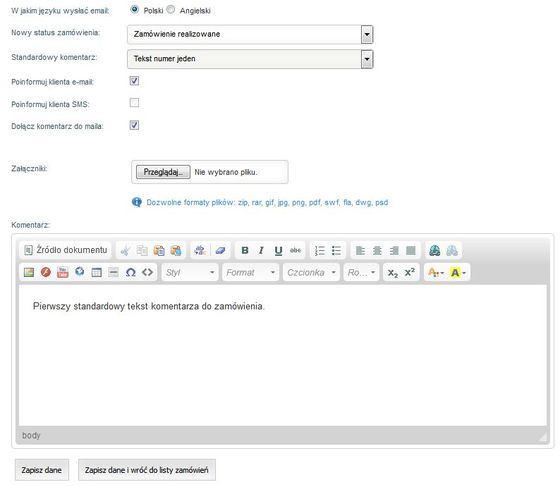 W jakim języku wysłać email: Polski Angielski
Nowy status zamówienia: Zamówienie realizowane
Standardowy komentarz: Tekst numer jeden
Poinformuj klienta e-mail:
Poinformuj klienta SMS:
Dołącz komentarz do maila:
Załączniki: Przeglądaj... Nie wybrano pliku.
Dozwolne formaty plików: zip, rar, gif, jpg, png, pdf, swf, fla, dwg, psd
Komentarz:
Źródło dokumentu B I U abc
Styl Format Czcionka Ro... X₂ X² A A
Pierwszy standardowy tekst komentarza do zamówienia.
body
Zapisz dane Zapisz dane i wróć do listy zamówień